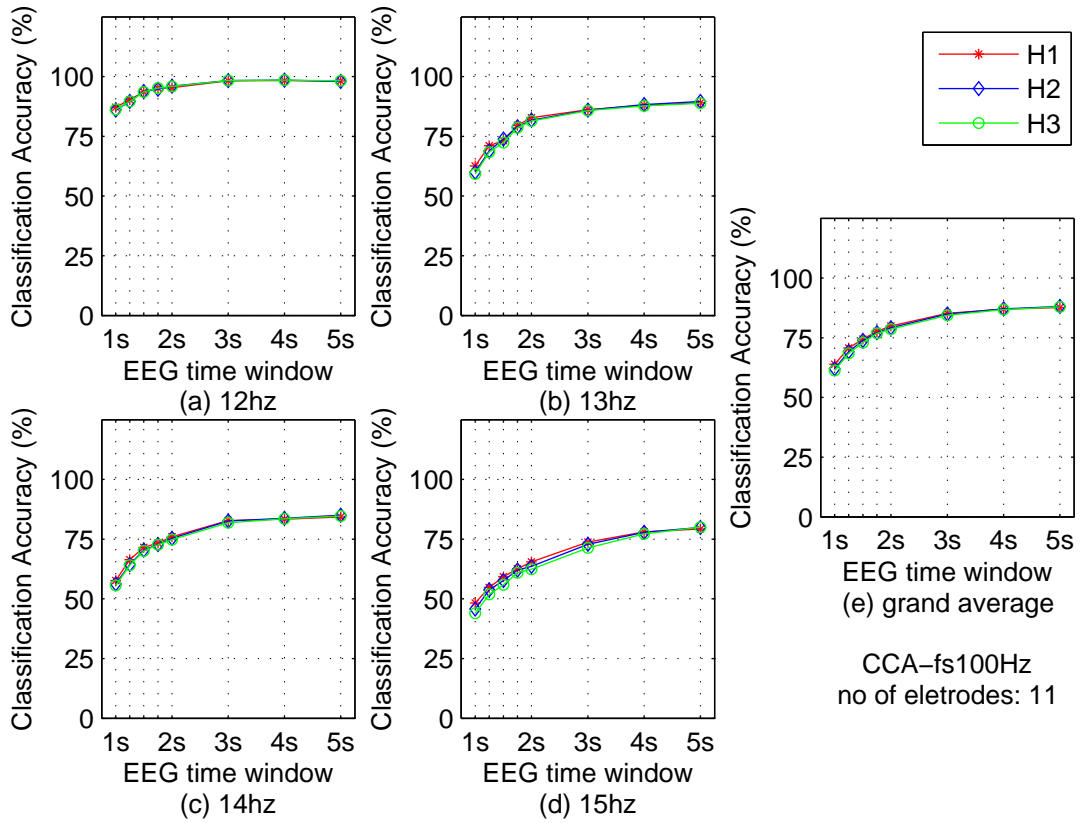 Classification Accuracy (%)
100
75
50
25
0
1s 2s 3s 4s 5s
EEG time window
(a) 12hz
Classification Accuracy (%)
100
75
50
25
0
1s 2s 3s 4s 5s
EEG time window
(b) 13hz
H1
H2
H3
Classification Accuracy (%)
100
75
50
25
0
1s 2s 3s 4s 5s
EEG time window
(c) 14hz
Classification Accuracy (%)
100
75
50
25
0
1s 2s 3s 4s 5s
EEG time window
(d) 15hz
Classification Accuracy (%)
100
75
50
25
0
1s 2s 3s 4s 5s
EEG time window
(e) grand average
CCA−fs100Hz
no of eletrodes: 11